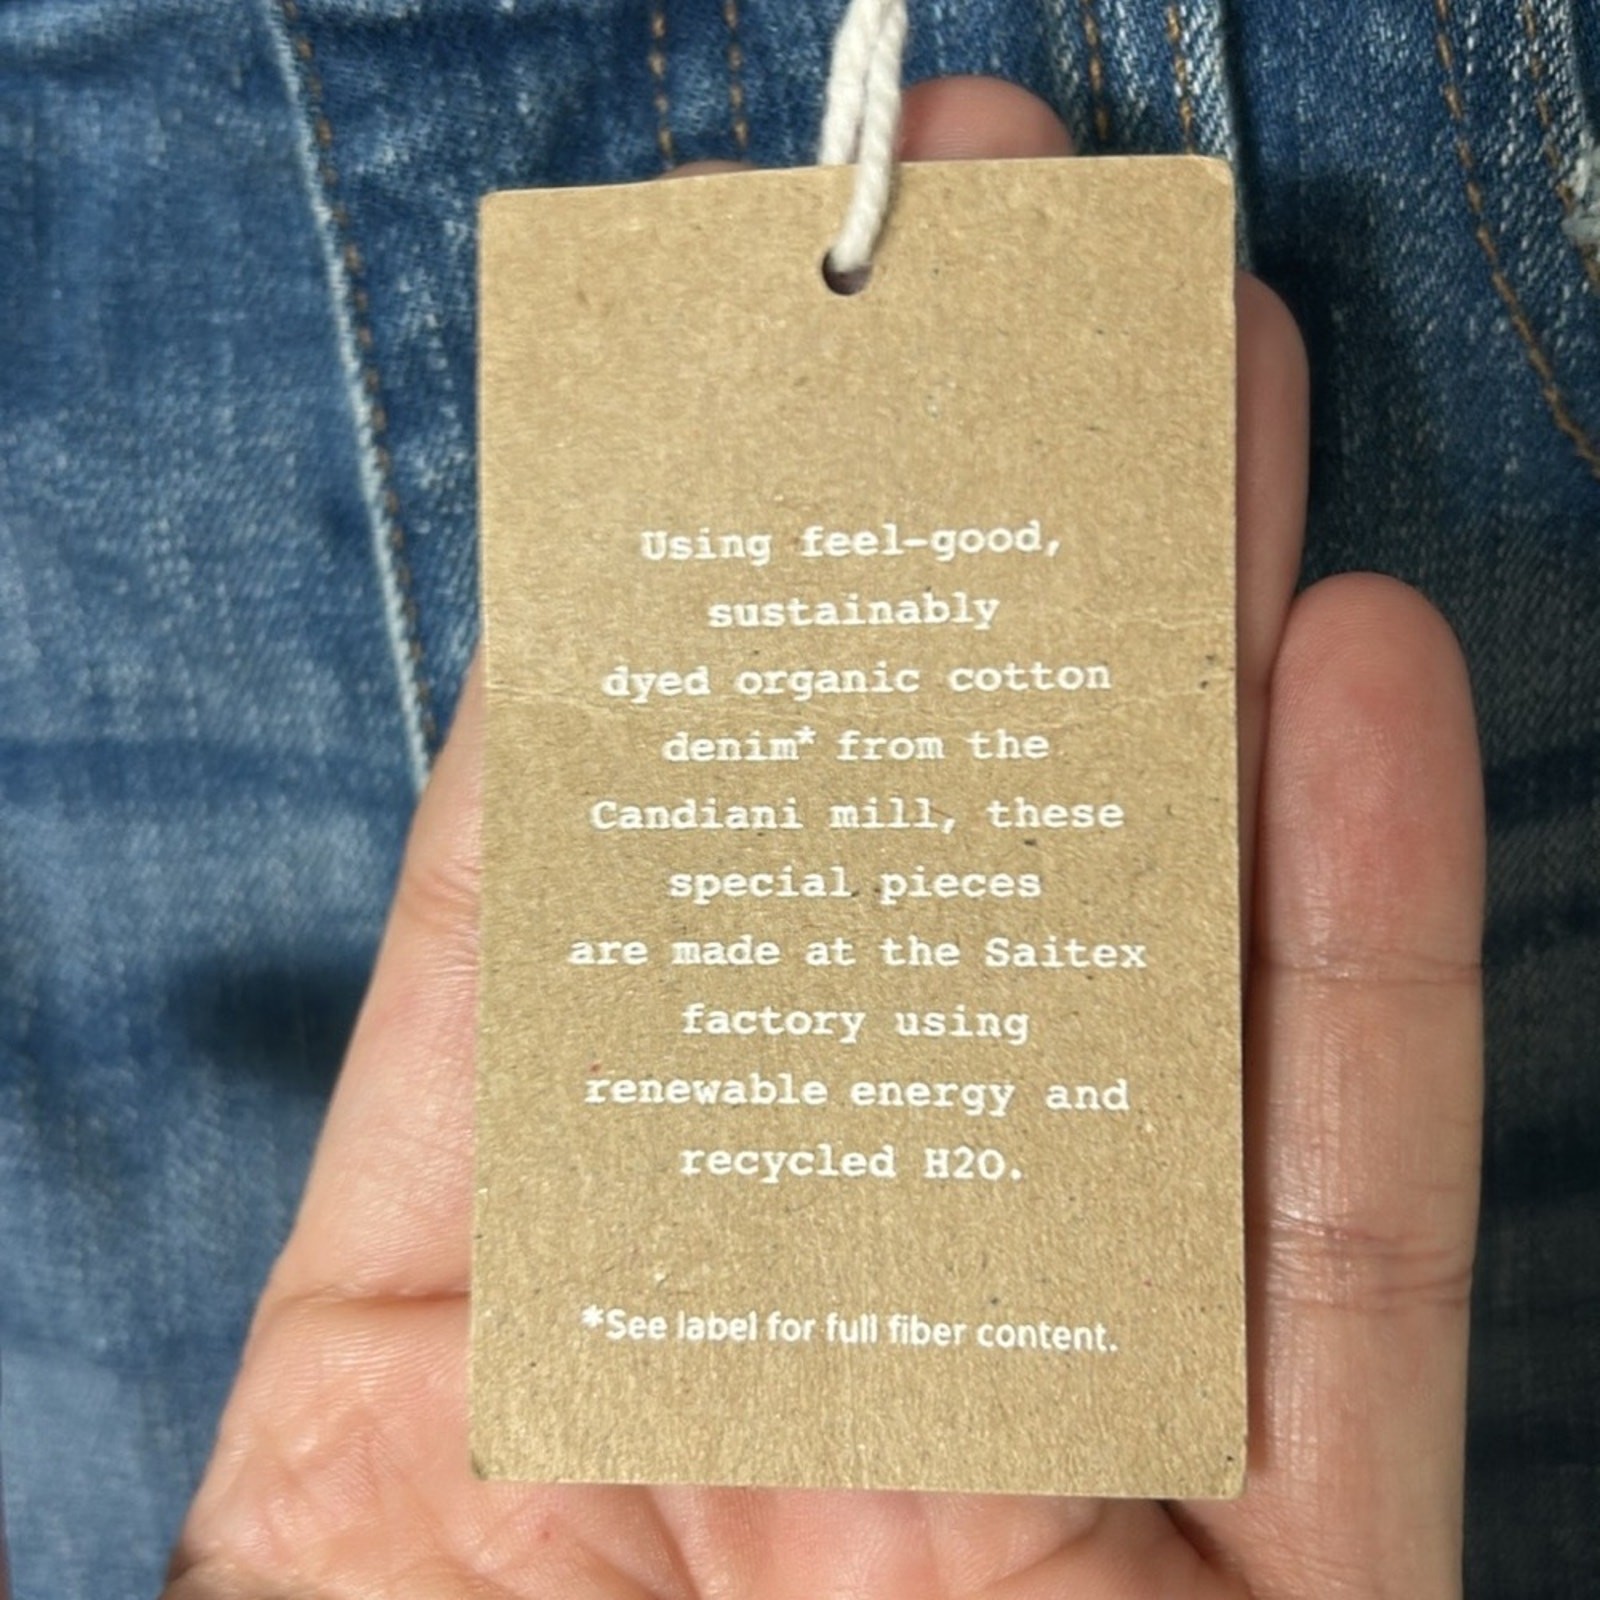 Using feel-good,
sustainably
dyed organic cotton
denim* from the
Candiani mill, these
special pieces
are made at the Saitex
factory using
renewable energy and
recycled H2O.
*See label for full fiber content.